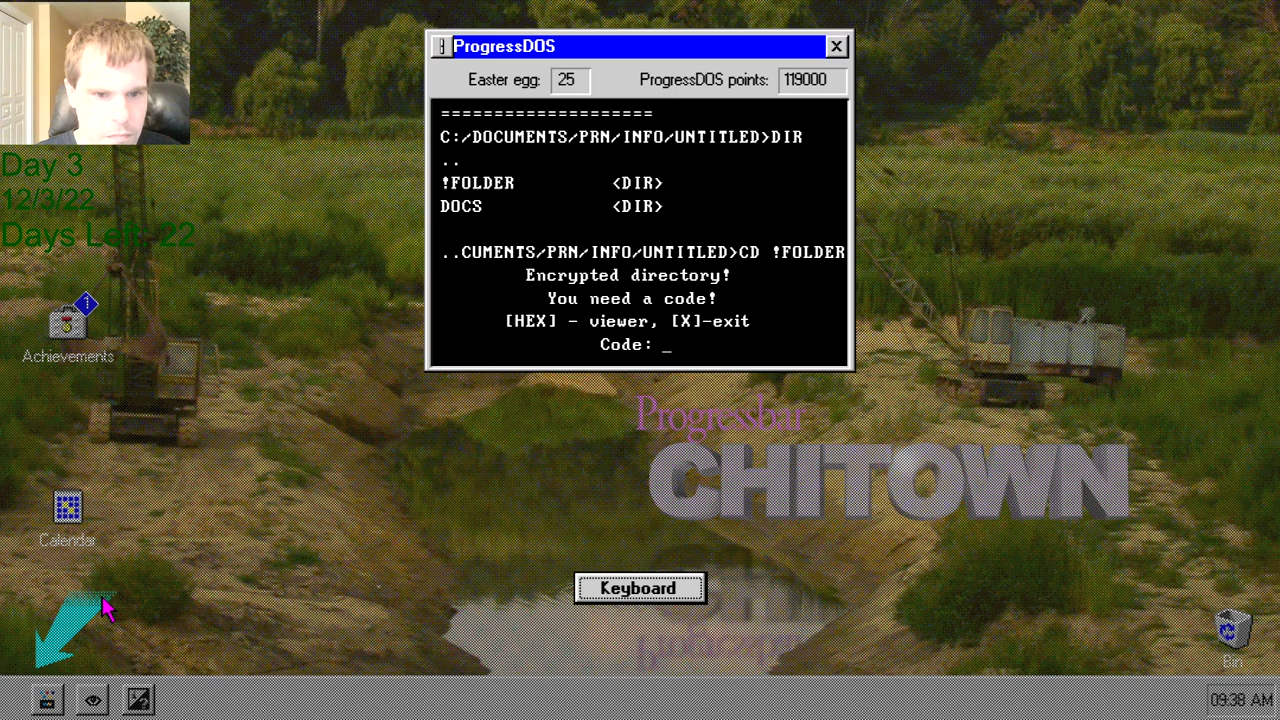 ProgressDOS
Easter egg: 25 ProgressDOS points: 119000
====================
C:/DOCUMENTS/PRN/INFO/UNTITLED>DIR
..
!FOLDER <DIR>
DOCS <DIR>
..CUMENTS/PRN/INFO/UNTITLED>CD !FOLDER
Encrypted directory!
You need a code!
[HEX] - viewer, [X]-exit
Code: _
Day 3
12/3/22
Days Left: 22
1
Achievements
Progressbar
CHITOWN
Calendar
Keyboard
Bin
09:38 AM